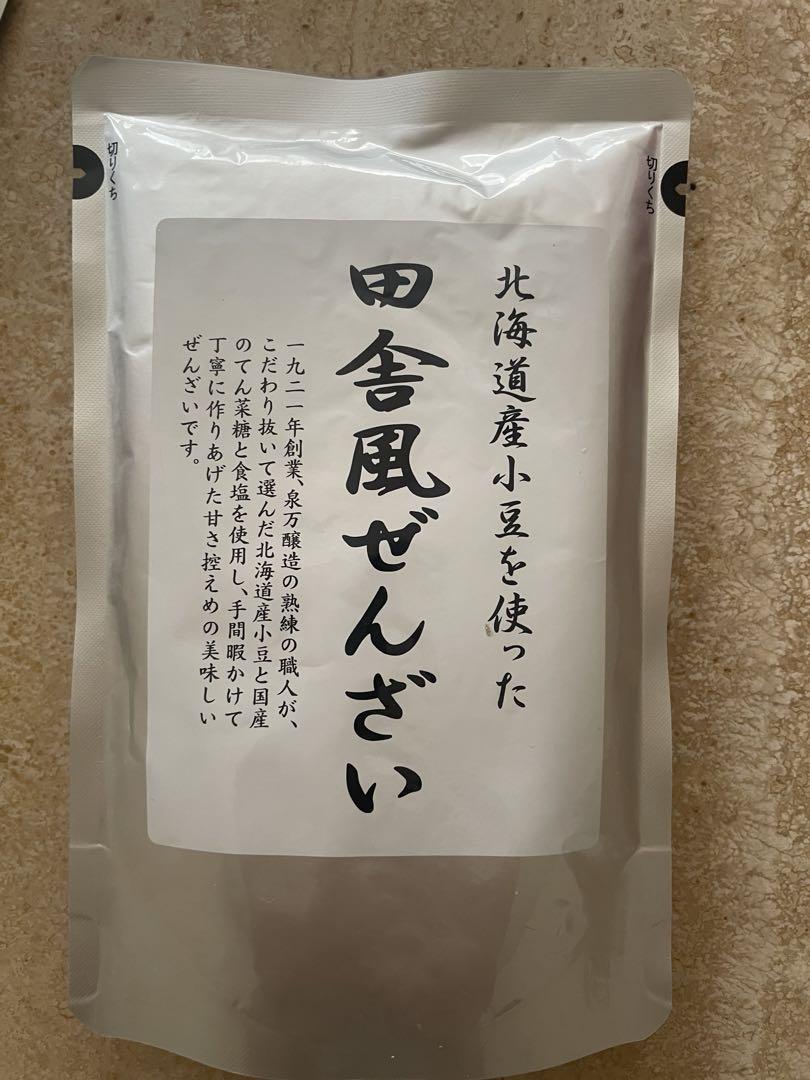 北海道産小豆を使った
田舎風ぜんざい
一九二一年創業、泉万醸造の熟練の職人が、
こだわり抜いて選んだ北海道産小豆と国産
のてん菜糖と食塩を使用し、手間暇かけて
丁寧に作りあげた甘さ控えめの美味しい
ぜんざいです。
切りくち
切りくち